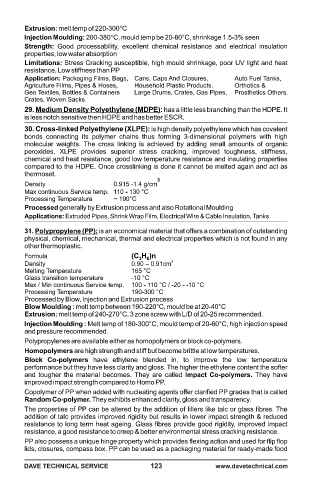 Extrusion: melt temp of 220-300°C
Injection Moulding: 200-380°C, mould temp be 20-80°C, shrinkage 1.5-3% seen
Strength: Good processability, excellent chemical resistance and electrical insulation
properties, low water absorption
Limitations: Stress Cracking susceptible, high mould shrinkage, poor UV light and heat
resistance, Low stiffness than PP
Application: Packaging Films, Bags, Cans, Caps And Closures, Auto Fuel Tanks,
Agriculture Films, Pipes & Hoses, Household Plastic Products, Orthotics &
Geo Textiles, Bottles & Containers Large Drums, Crates, Gas Pipes, Prosthetics Others.
Crates, Woven Sacks
29. Medium Density Polyethylene (MDPE): has a little less branching than the HDPE. It
is less notch sensitive then HDPE and has better ESCR.
30. Cross-linked Polyethylene (XLPE): is high density polyethylene which has covalent
bonds connecting its polymer chains thus forming 3-dimensional polymers with high
molecular weights. The cross linking is achieved by adding small amounts of organic
peroxides. XLPE provides superior stress cracking, improved toughness, stiffness,
chemical and heat resistance, good low temperature resistance and insulating properties
compared to the HDPE. Once crosslinking is done it cannot be melted again and act as
thermoset.
Density 0.915 -1.4 g/cm3
Max continuous Service temp. 110 - 130 °C
Processing Temperature ~ 190°C
Processed generally by Extrusion process and also Rotational Moulding
Applications: Extruded Pipes, Shrink Wrap Film, Electrical Wire & Cable Insulation, Tanks
31. Polypropylene (PP): is an economical material that offers a combination of outstanding
physical, chemical, mechanical, thermal and electrical properties which is not found in any
other thermoplastic.
Formula (C3H6)n
Density 0.90 – 0.91cm3
Melting Temperature 165 °C
Glass transition temperature -10 °C
Max / Min continuous Service temp. 100 - 110 °C / -20 - -10 °C
Processing Temperature 190-300 °C
Processed by Blow, Injection and Extrusion process
Blow Moulding : melt temp between 190-220°C, mould be at 20-40°C
Extrusion: melt temp of 240-270°C, 3 zone screw with L/D of 20-25 recommended.
Injection Moulding : Melt temp of 180-300°C, mould temp of 20-60°C, high injection speed
and pressure recommended.
Polypropylenes are available either as homopolymers or block co-polymers.
Homopolymers are high strength and stiff but become brittle at low temperatures.
Block Co-polymers have ethylene blended in, to improve the low temperature
performance but they have less clarity and gloss. The higher the ethylene content the softer
and tougher the material becomes. They are called Impact Co-polymers. They have
improved impact strength compared to Homo PP.
Copolymer of PP when added with nucleating agents offer clarified PP grades that is called
Random Co-polymer. They exhibits enhanced clarity, gloss and transparency.
The properties of PP can be altered by the addition of fillers like talc or glass fibres. The
addition of talc provides improved rigidity but results in lower impact strength & reduced
resistance to long term heat ageing. Glass fibres provide good rigidity, improved impact
resistance, a good resistance to creep & better environmental stress cracking resistance.
PP also possess a unique hinge property which provides flexing action and used for flip flop
lids, closures, compass box. PP can be used as a packaging material for ready-made food
DAVE TECHNICAL SERVICE 123 www.davetechnical.com